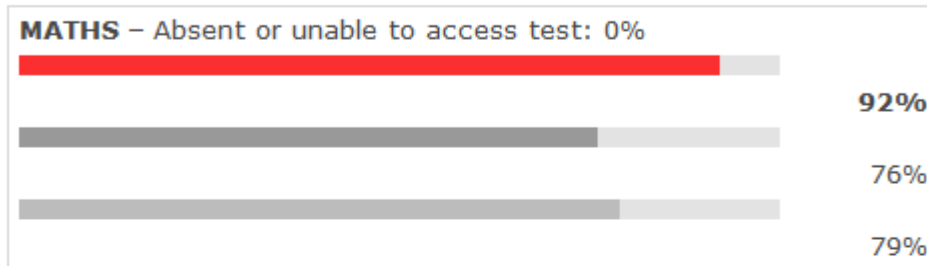 MATHS – Absent or unable to access test: 0%
92%
76%
79%